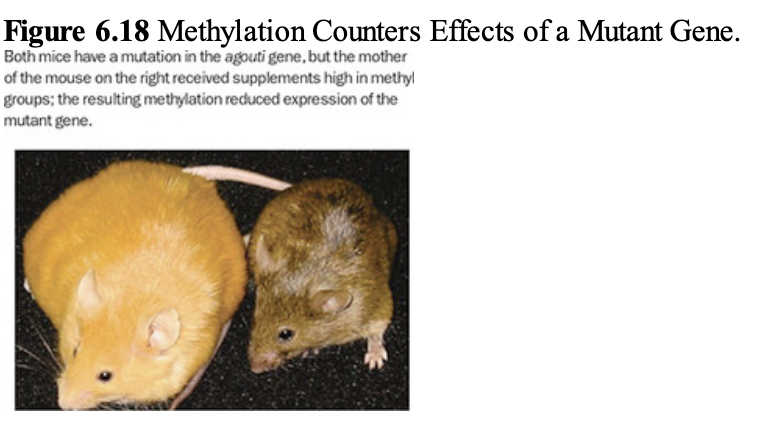 Figure 6.18 Methylation Counters Effects of a Mutant Gene.
Both mice have a mutation in the agouti gene, but the mother
of the mouse on the right received supplements high in methyl
groups; the resulting methylation reduced expression of the
mutant gene.